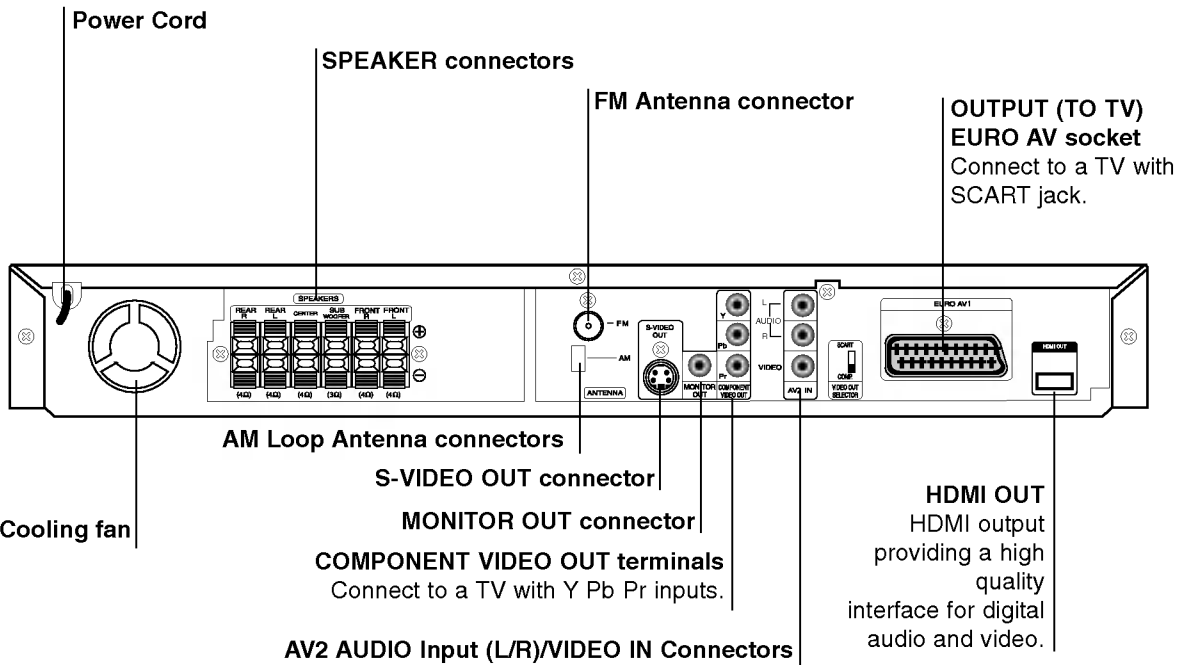 Power Cord
SPEAKER connectors
FM Antenna connector
OUTPUT (TO TV)
EURO AV socket
Connect to a TV with
SCART jack.
SPEAKERS
REAR R
REAR L
CENTER
SUB WOOFER
FRONT R
FRONT L
(4Ω) (4Ω) (4Ω) (3Ω) (4Ω) (4Ω)
FM
AM
ANTENNA
S-VIDEO OUT
MONITOR OUT
Y
Pb
Pr
COMPONENT VIDEO OUT
L
AUDIO
R
VIDEO
AV2 IN
SCART
COMP.
VIDEO OUT SELECTOR
EURO AV1
HDMI OUT
AM Loop Antenna connectors
S-VIDEO OUT connector
Cooling fan
MONITOR OUT connector
COMPONENT VIDEO OUT terminals
Connect to a TV with Y Pb Pr inputs.
AV2 AUDIO Input (L/R)/VIDEO IN Connectors
HDMI OUT
HDMI output
providing a high
quality
interface for digital
audio and video.